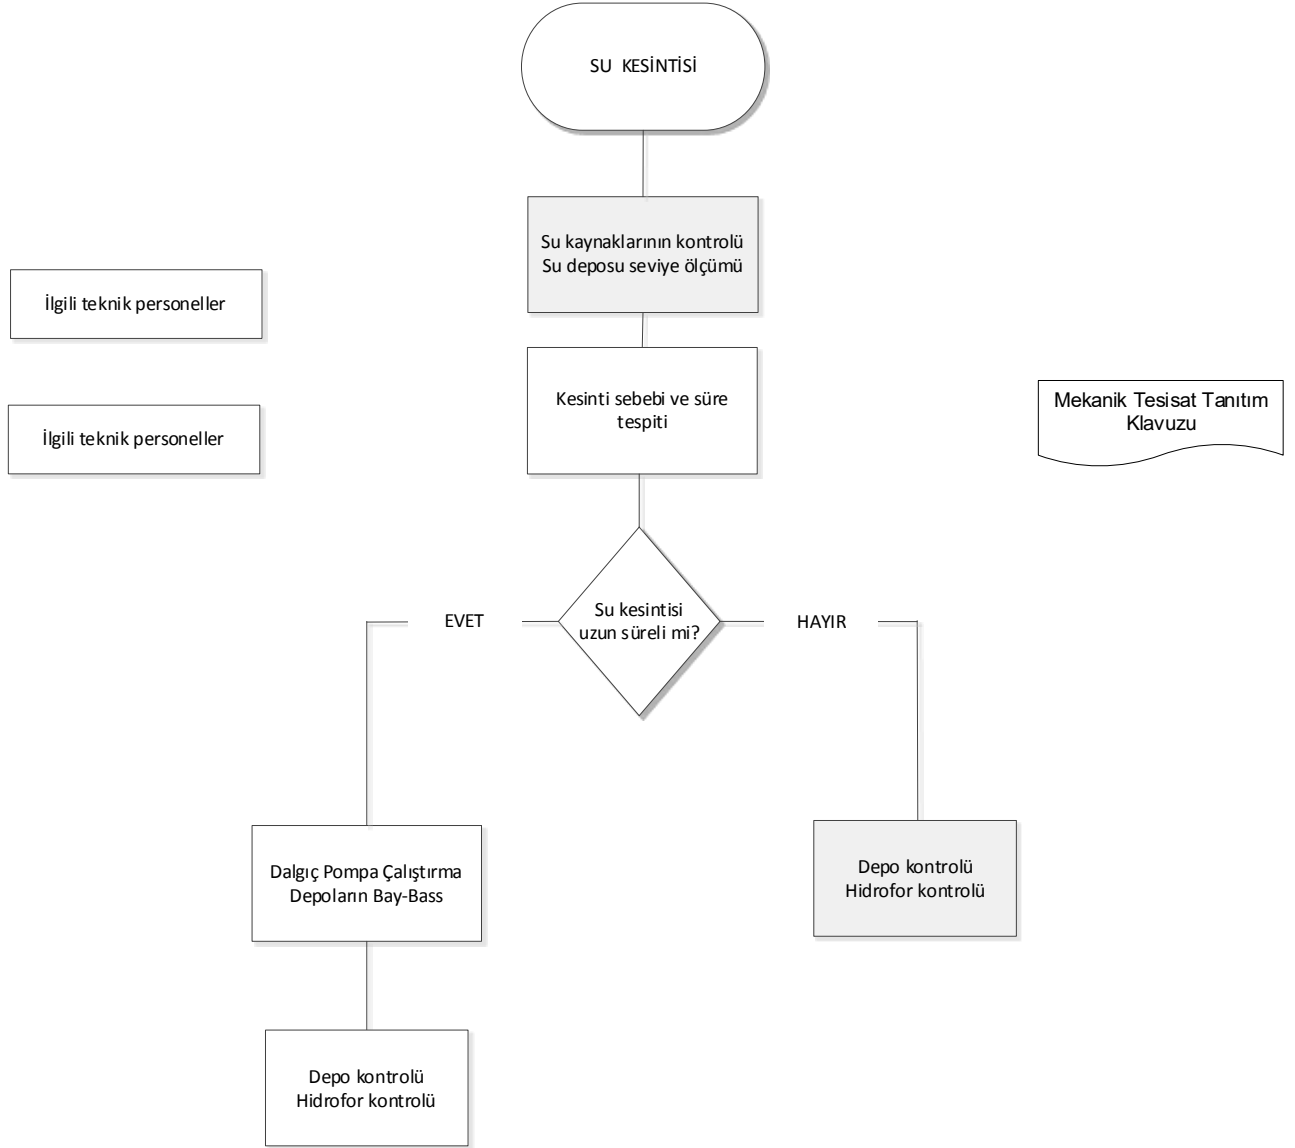 SU KESİNTİSİ
Su kaynaklarının kontrolü
Su deposu seviye ölçümü
İlgili teknik personeller
Kesinti sebebi ve süre
tespiti
Mekanik Tesisat Tanıtım
Klavuzu
İlgili teknik personeller
Su kesintisi
uzun süreli mi?
EVET
HAYIR
Dalgıç Pompa Çalıştırma
Depoların Bay-Bass
Depo kontrolü
Hidrofor kontrolü
Depo kontrolü
Hidrofor kontrolü